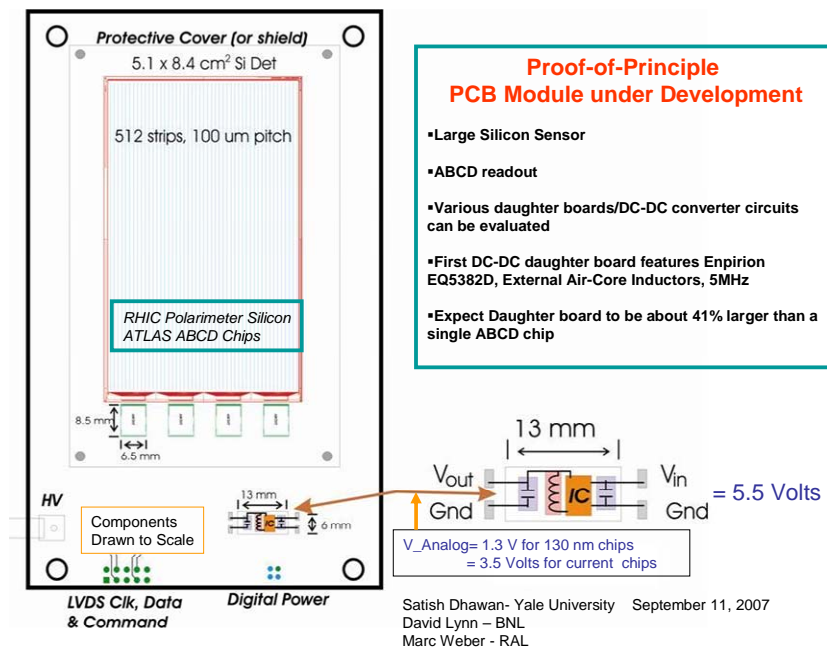 Protective Cover (or shield)
5.1 x 8.4 cm² Si Det
512 strips, 100 um pitch
RHIC Polarimeter Silicon
ATLAS ABCD Chips
8.5 mm
6.5 mm
HV
13 mm
IC
6 mm
Components
Drawn to Scale
LVDS Clk, Data
& Command
Digital Power
Proof-of-Principle
PCB Module under Development
▪Large Silicon Sensor
▪ABCD readout
▪Various daughter boards/DC-DC converter circuits
can be evaluated
▪First DC-DC daughter board features Enpirion
EQ5382D, External Air-Core Inductors, 5MHz
▪Expect Daughter board to be about 41% larger than a
single ABCD chip
13 mm
Vout
Vin
IC
= 5.5 Volts
Gnd
Gnd
V_Analog= 1.3 V for 130 nm chips
= 3.5 Volts for current chips
Satish Dhawan- Yale University September 11, 2007
David Lynn – BNL
Marc Weber - RAL